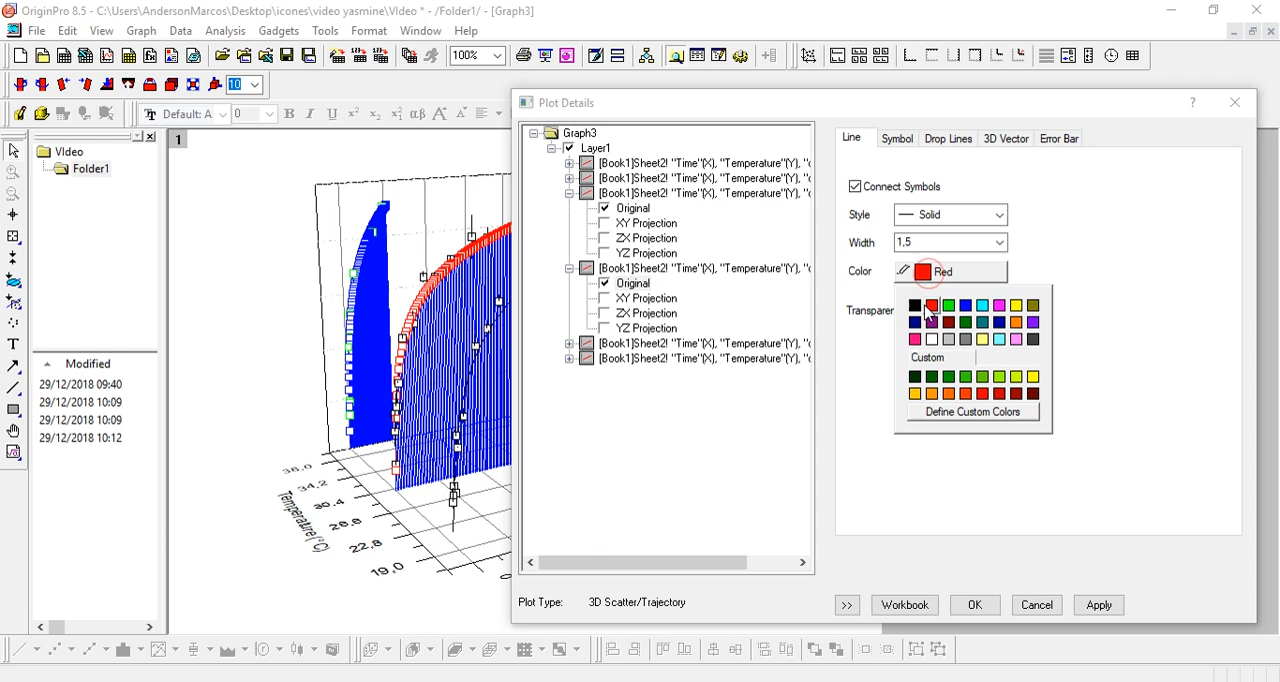 OriginPro 8.5 - C:\Users\AndersonMarcos\Desktop\icones\video yasmine\VIdeo * - /Folder1/ - [Graph3]
File Edit View Graph Data Analysis Gadgets Tools Format Window Help
100%
10
Default: A 0 B I U
Plot Details
1
VIdeo
Folder1
Modified
29/12/2018 09:40
29/12/2018 10:09
29/12/2018 10:09
29/12/2018 10:12
38,0
34,2
30,4
26,6
22,8
19,0
Temperature(°C)
Graph3
Layer1
[Book1]Sheet2! "Time"(X), "Temperature"(Y), "c
[Book1]Sheet2! "Time"(X), "Temperature"(Y), "c
[Book1]Sheet2! "Time"(X), "Temperature"(Y), "c
Original
XY Projection
ZX Projection
YZ Projection
[Book1]Sheet2! "Time"(X), "Temperature"(Y), "c
Original
XY Projection
ZX Projection
YZ Projection
[Book1]Sheet2! "Time"(X), "Temperature"(Y), "c
[Book1]Sheet2! "Time"(X), "Temperature"(Y), "c
Line Symbol Drop Lines 3D Vector Error Bar
Connect Symbols
Style Solid
Width 1,5
Color Red
Transparen
Custom
Define Custom Colors
Plot Type: 3D Scatter/Trajectory
>> Workbook OK Cancel Apply